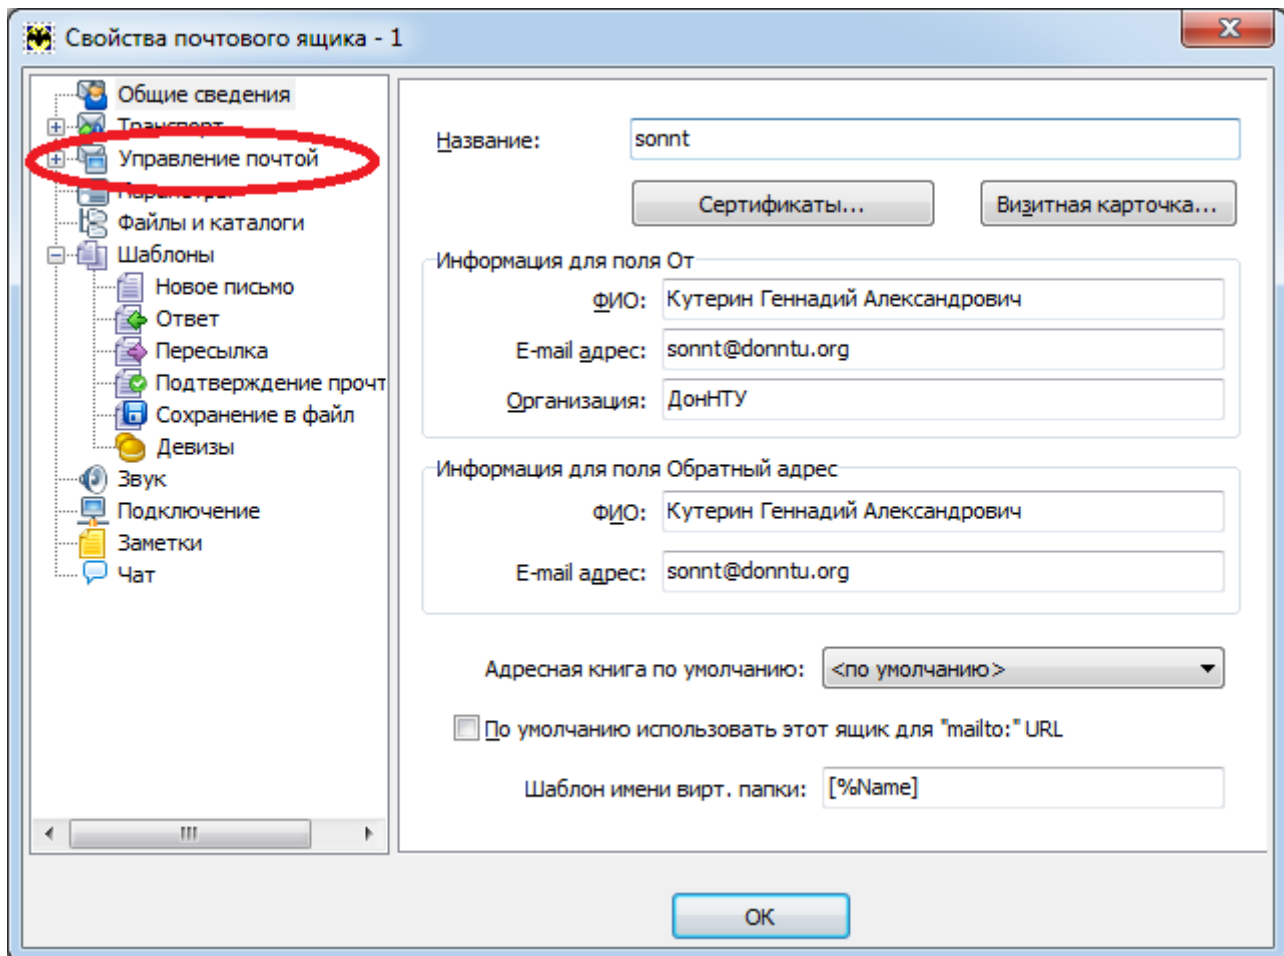 Свойства почтового ящика - 1
Общие сведения
Транспорт
Управление почтой
Параметры
Файлы и каталоги
Шаблоны
Новое письмо
Ответ
Пересылка
Подтверждение прочт
Сохранение в файл
Девизы
Звук
Подключение
Заметки
Чат
Название: sonnt
Сертификаты... Визитная карточка...
Информация для поля От
ФИО: Кутерин Геннадий Александрович
E-mail адрес: sonnt@donntu.org
Организация: ДонНТУ
Информация для поля Обратный адрес
ФИО: Кутерин Геннадий Александрович
E-mail адрес: sonnt@donntu.org
Адресная книга по умолчанию: <по умолчанию>
По умолчанию использовать этот ящик для "mailto:" URL
Шаблон имени вирт. папки: [%Name]
OK